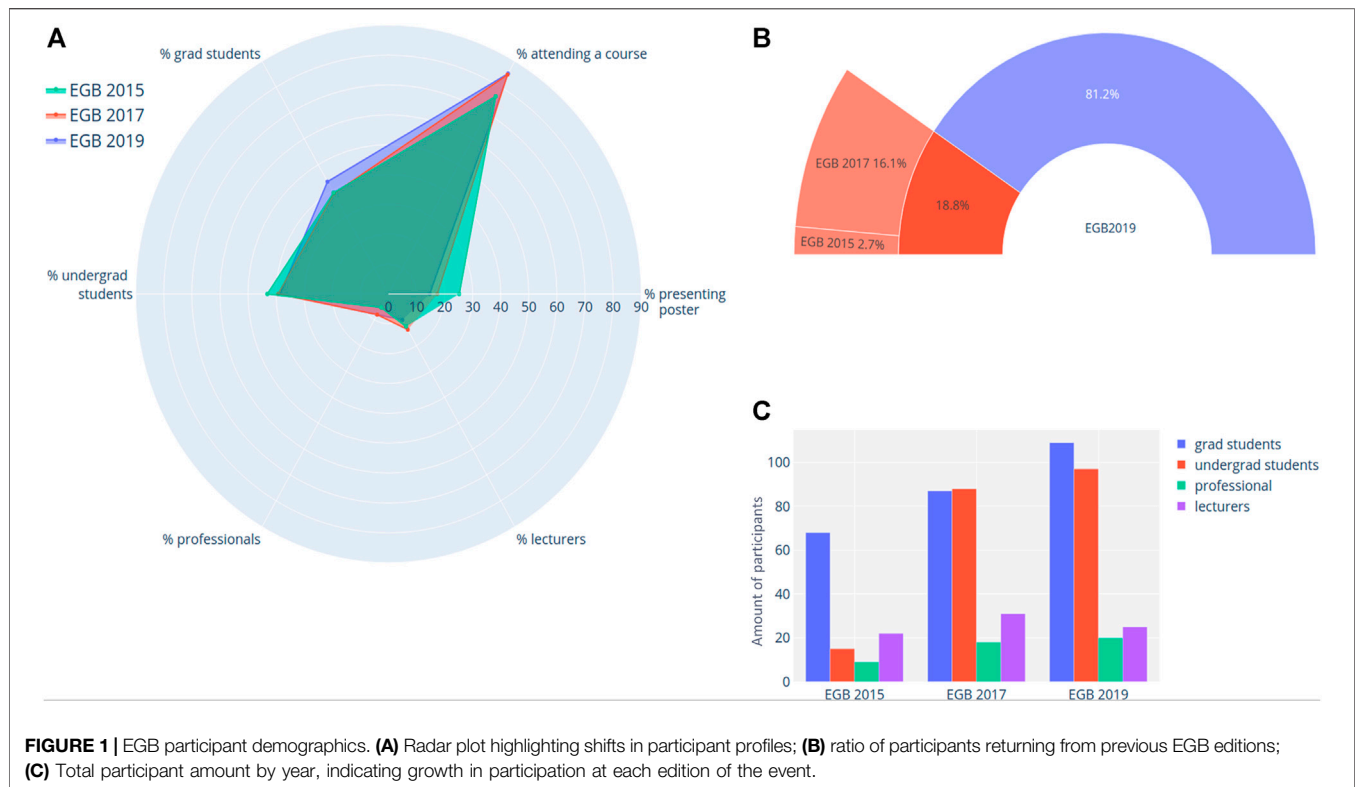 A
% grad students
% attending a course
EGB 2015
EGB 2017
EGB 2019
% undergrad
students
0 10 20 30 40 50 60 70 80 90
% presenting
poster
% professionals
% lecturers
B
81.2%
EGB 2017 16.1%
18.8%
EGB 2015 2.7%
EGB2019
C
Amount of participants
100
80
60
40
20
0
EGB 2015
EGB 2017
EGB 2019
grad students
undergrad students
professional
lecturers
FIGURE 1 | EGB participant demographics. (A) Radar plot highlighting shifts in participant profiles; (B) ratio of participants returning from previous EGB editions;
(C) Total participant amount by year, indicating growth in participation at each edition of the event.